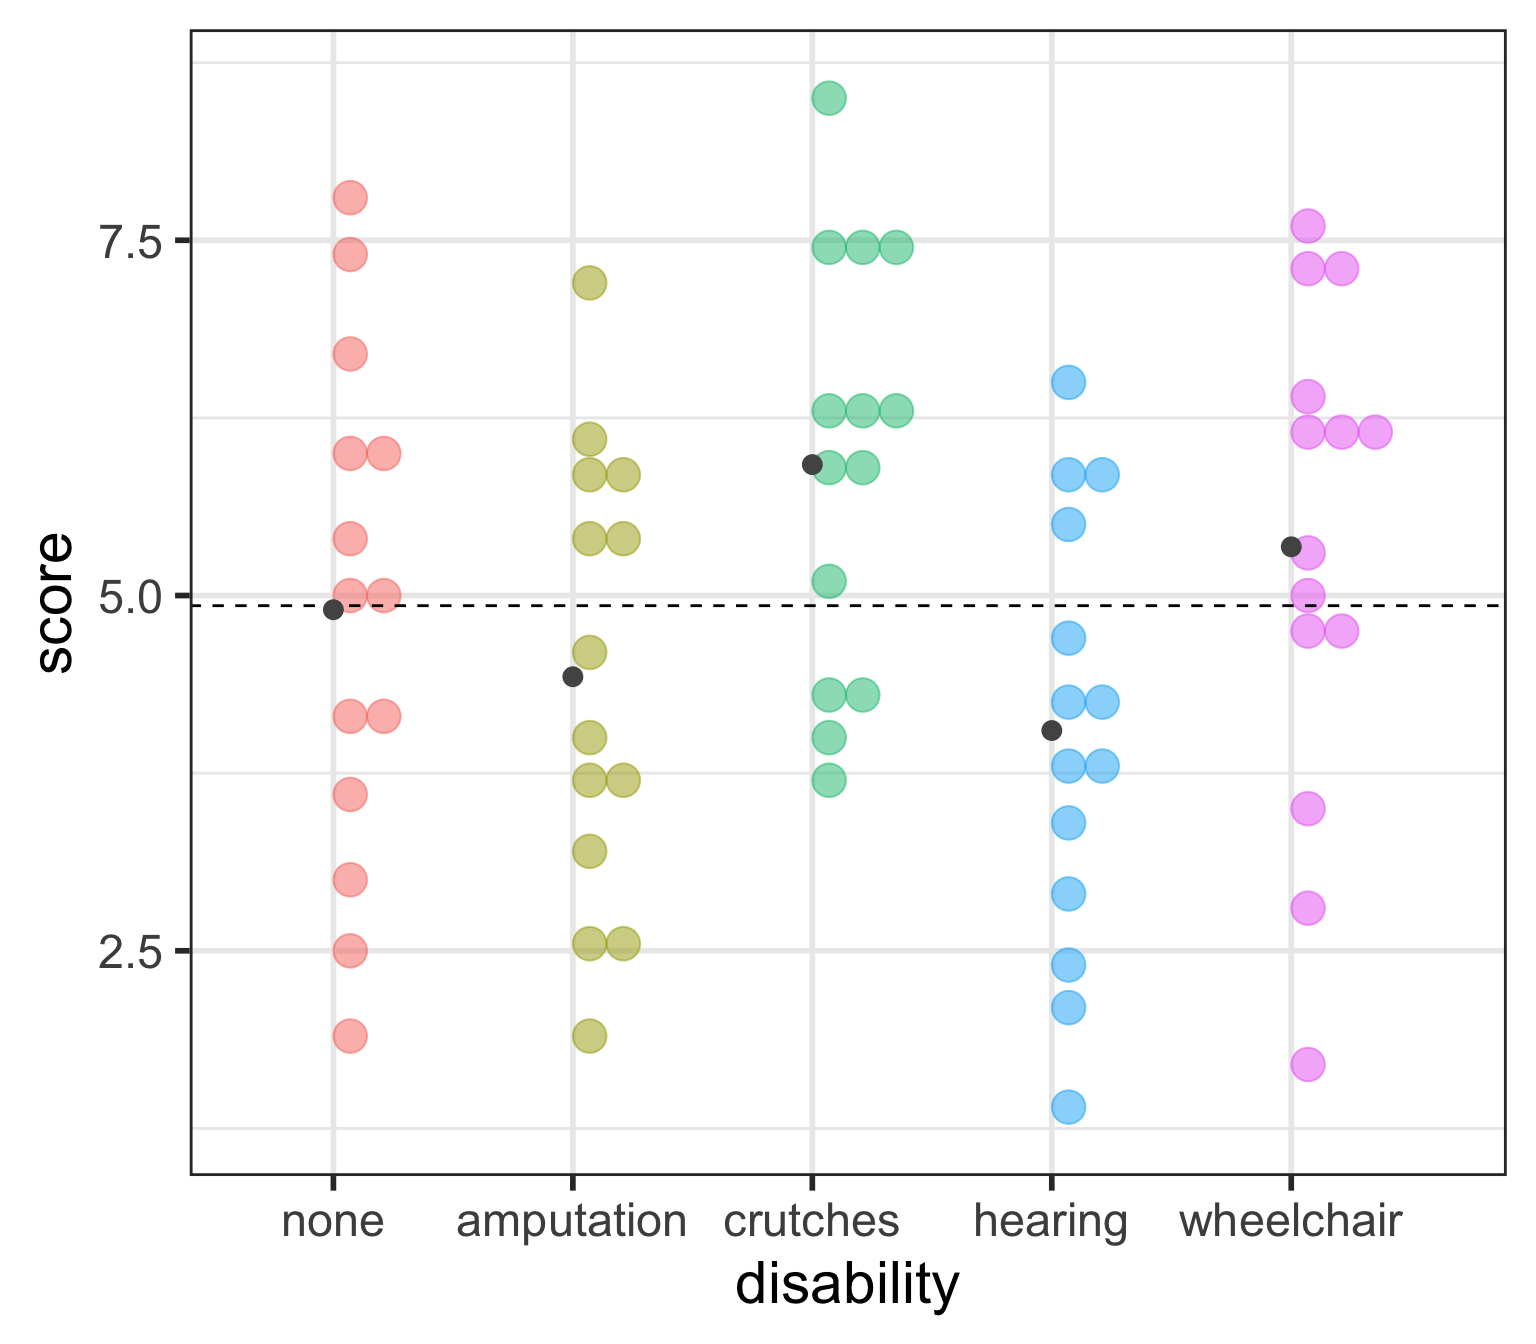 score
7.5
5.0
2.5
none amputation crutches hearing wheelchair
disability